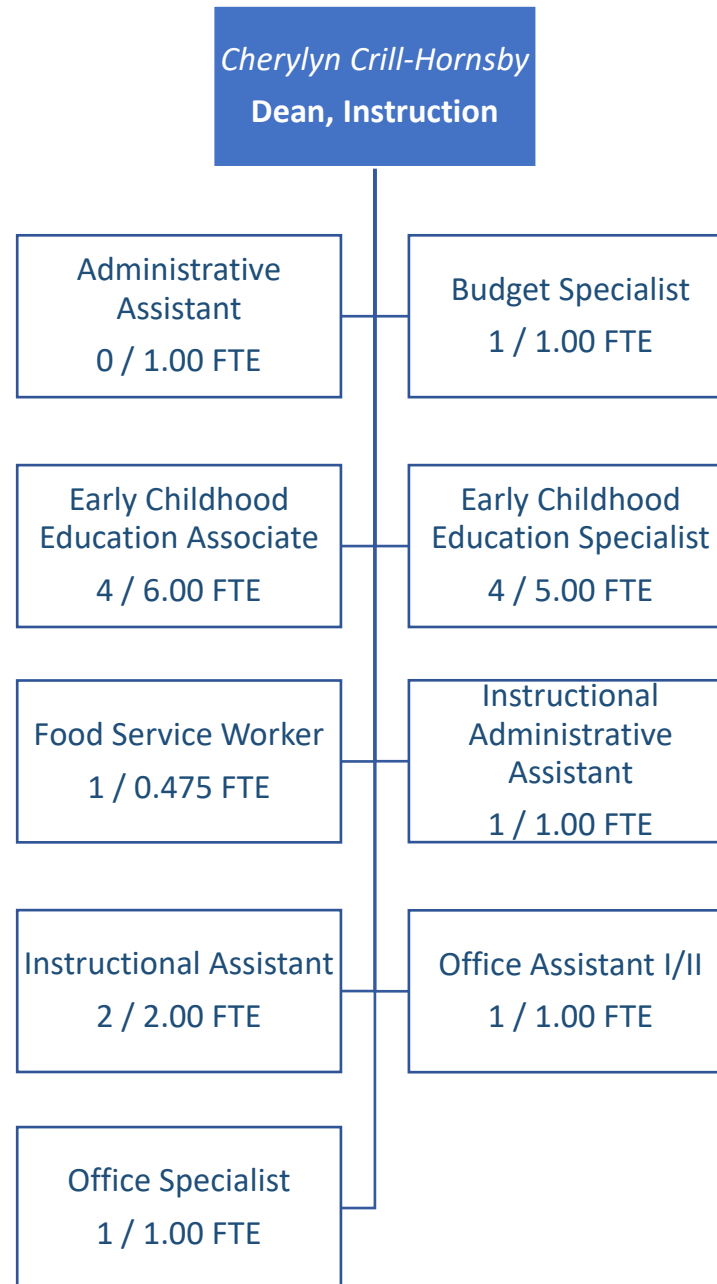 Cherylyn Crill-Hornsby
Dean, Instruction
Administrative
Assistant
0 / 1.00 FTE
Budget Specialist
1 / 1.00 FTE
Early Childhood
Education Associate
4 / 6.00 FTE
Early Childhood
Education Specialist
4 / 5.00 FTE
Food Service Worker
1 / 0.475 FTE
Instructional
Administrative
Assistant
1 / 1.00 FTE
Instructional Assistant
2 / 2.00 FTE
Office Assistant I/II
1 / 1.00 FTE
Office Specialist
1 / 1.00 FTE